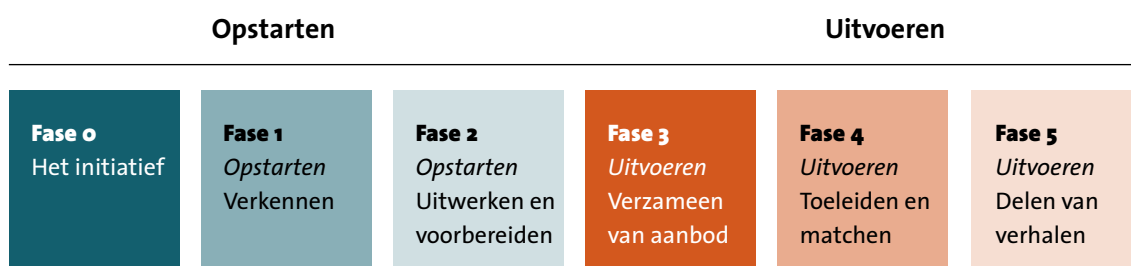 Opstarten
Uitvoeren
Fase 0
Het initiatief
Fase 1
Opstarten
Verkennen
Fase 2
Opstarten
Uitwerken en
voorbereiden
Fase 3
Uitvoeren
Verzameen
van aanbod
Fase 4
Uitvoeren
Toeleiden en
matchen
Fase 5
Uitvoeren
Delen van
verhalen